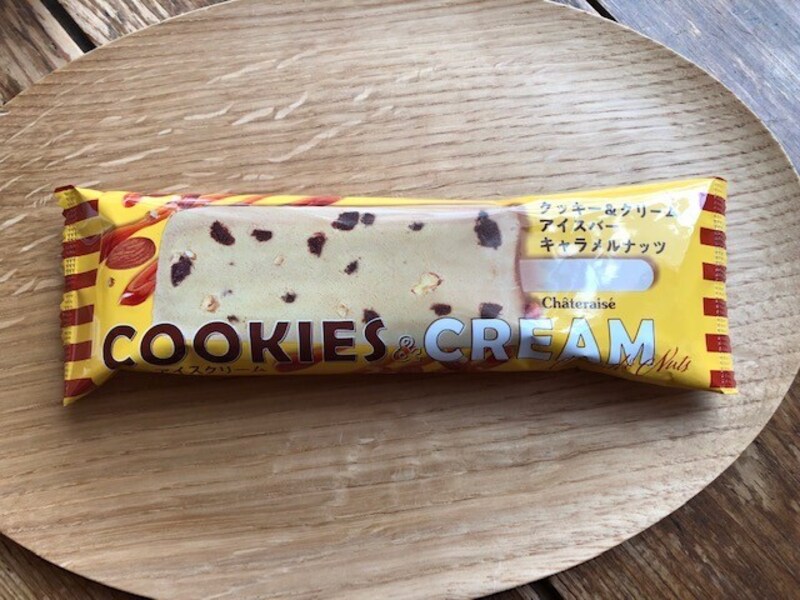 クッキー&クリーム
アイスバー
キャラメルナッツ
Châteraisé
COOKIES & CREAM
Nuts
アイスクリーム